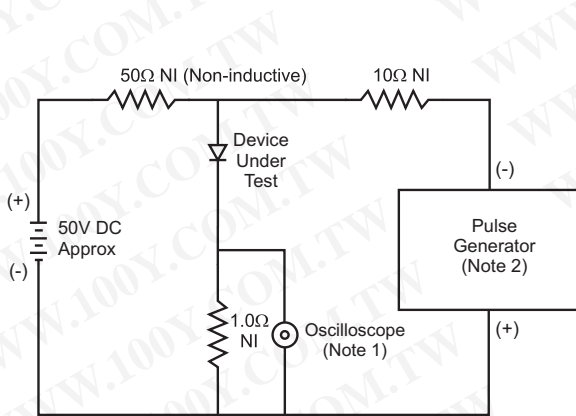 50Ω NI (Non-inductive)
10Ω NI
Device
Under
Test
(+)
50V DC
Approx
(-)
(-)
Pulse
Generator
(Note 2)
(+)
1.0Ω
NI
Oscilloscope
(Note 1)
WWW.100Y.COM.TW